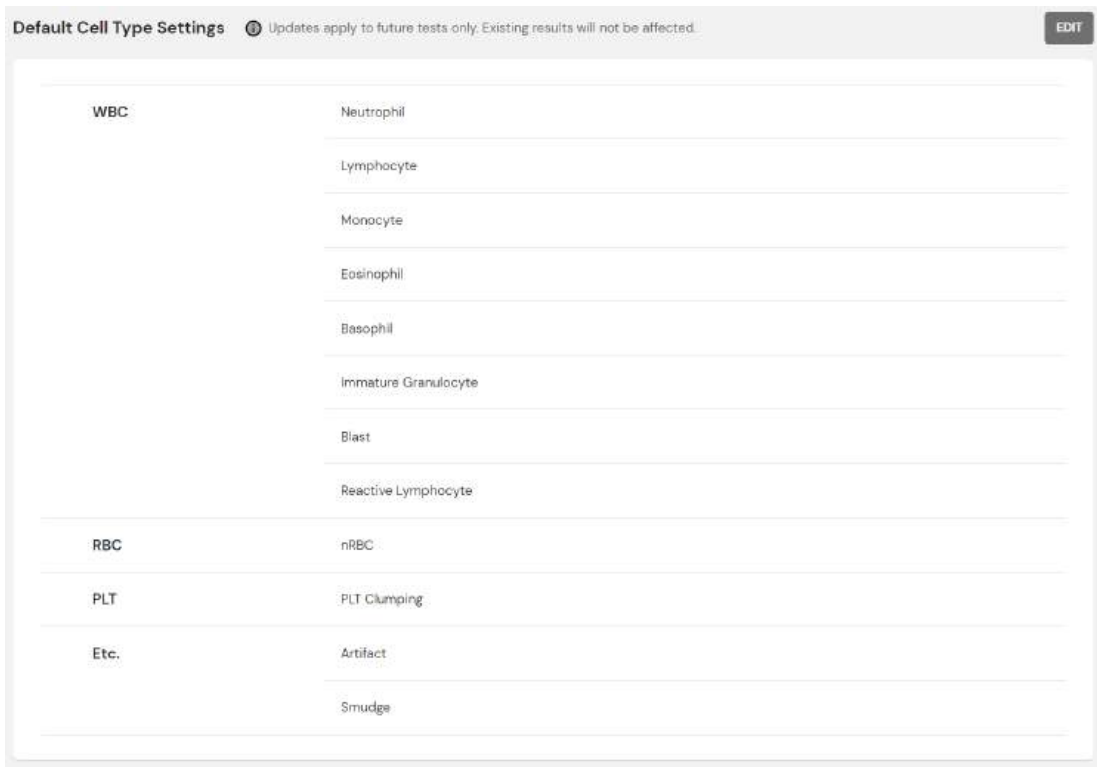 Default Cell Type Settings Updates apply to future tests only. Existing results will not be affected. EDIT
WBC Neutrophil
Lymphocyte
Monocyte
Eosinophil
Basophil
Immature Granulocyte
Blast
Reactive Lymphocyte
RBC nRBC
PLT PLT Clumping
Etc. Artifact
Smudge